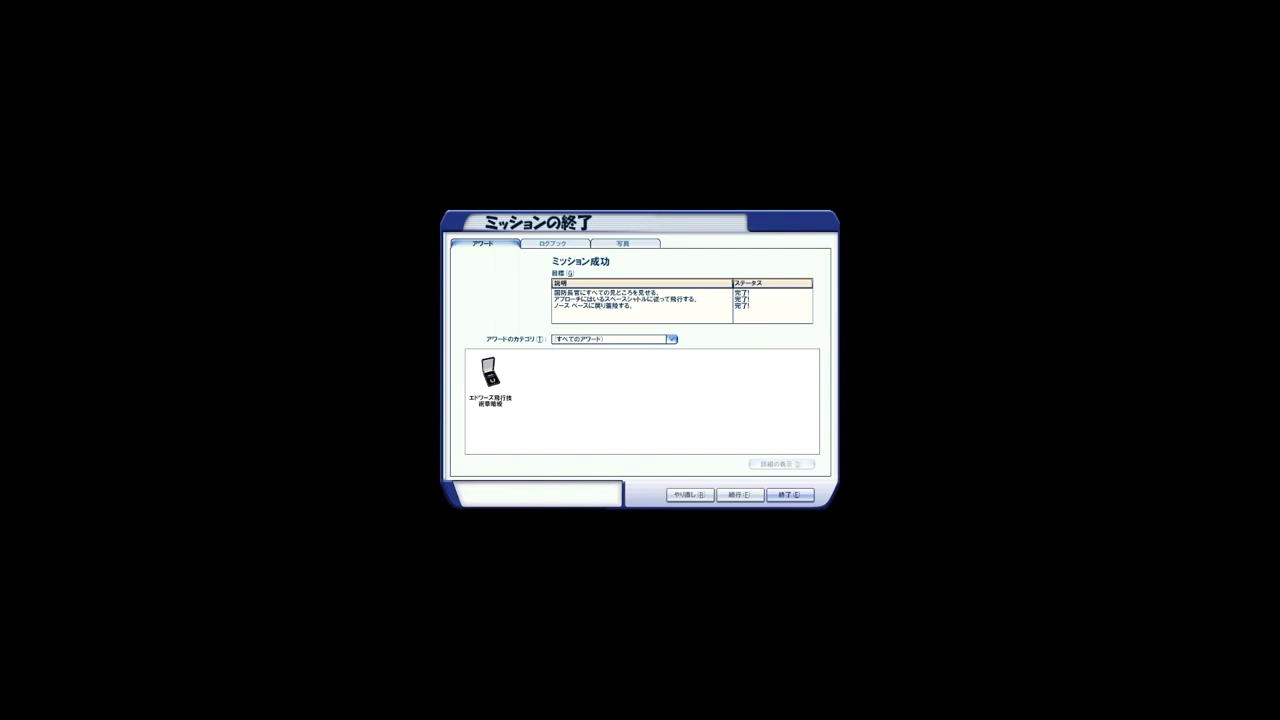 ミッションの終了
アワード
ログブック
写真
ミッション成功
目標(G)
説明
ステータス
国防長官にすべての見どころを見せる。
完了!
アプローチにはいるスペースシャトルに従って飛行する。
完了!
ノース ベースに戻り着陸する。
完了!
アワードのカテゴリ(T):
(すべてのアワード)
エドワーズ飛行技
術章略綬
詳細の表示(D)
やり直し(R)
続行(F)
終了(E)